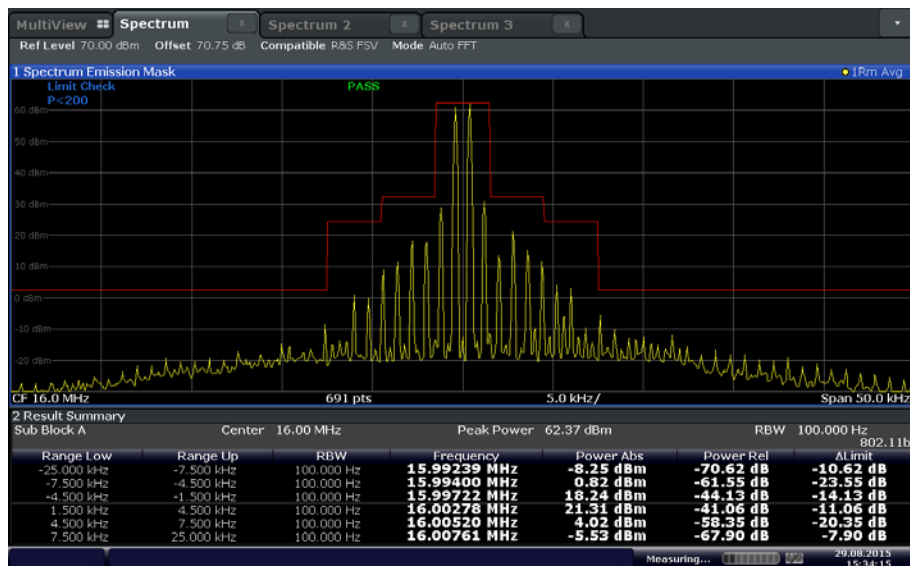 MultiView Spectrum x Spectrum 2 x Spectrum 3 x
Ref Level 70.00 dBm Offset 70.75 dB Compatible R&S FSV Mode Auto FFT
1 Spectrum Emission Mask 1Rm Avg
Limit Check PASS
P<200
60 dBm
50 dBm
40 dBm
30 dBm
20 dBm
10 dBm
0 dBm
-10 dBm
-20 dBm
CF 16.0 MHz 691 pts 5.0 kHz/ Span 50.0 kHz
2 Result Summary
Sub Block A Center 16.00 MHz Peak Power 62.37 dBm RBW 100.000 Hz
802.11b
Range Low Range Up RBW Frequency Power Abs Power Rel ΔLimit
-25.000 kHz -7.500 kHz 100.000 Hz 15.99239 MHz -8.25 dBm -70.62 dB -10.62 dB
-7.500 kHz -4.500 kHz 100.000 Hz 15.99400 MHz 0.82 dBm -61.55 dB -23.55 dB
-4.500 kHz -1.500 kHz 100.000 Hz 15.99722 MHz 18.24 dBm -44.13 dB -14.13 dB
1.500 kHz 4.500 kHz 100.000 Hz 16.00278 MHz 21.31 dBm -41.06 dB -11.06 dB
4.500 kHz 7.500 kHz 100.000 Hz 16.00520 MHz 4.02 dBm -58.35 dB -20.35 dB
7.500 kHz 25.000 kHz 100.000 Hz 16.00761 MHz -5.53 dBm -67.90 dB -7.90 dB
Measuring... 29.08.2015
15:34:15